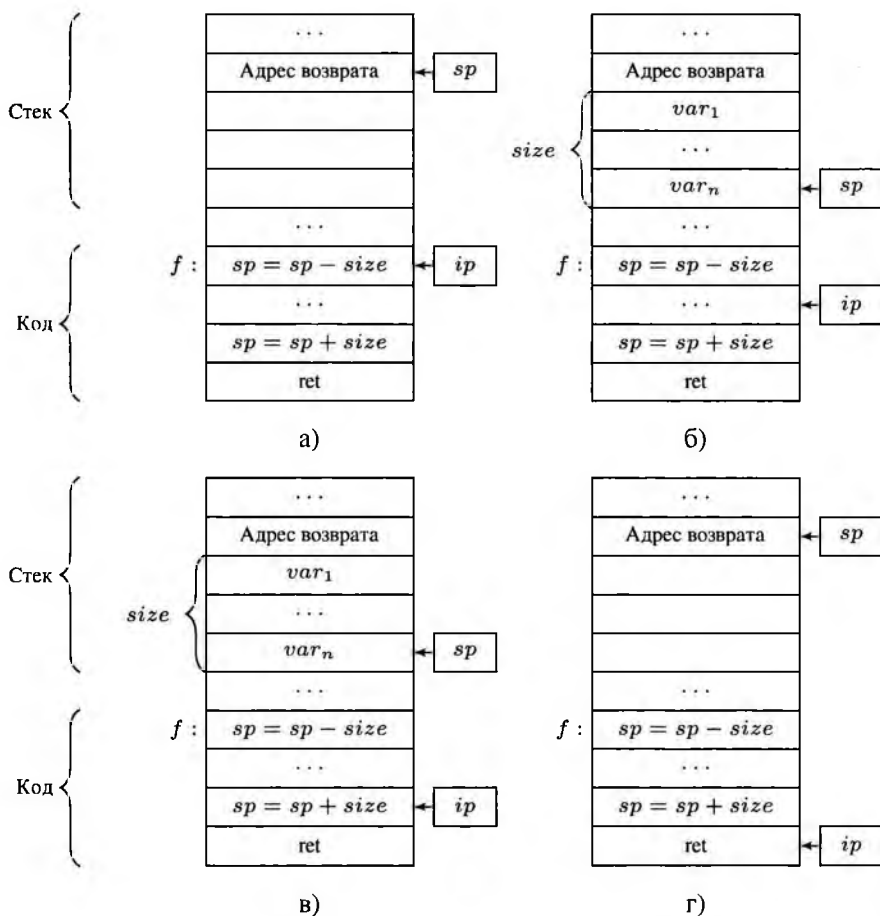 . . .
Адрес возврата
sp
Стек
. . .
f :
sp = sp − size
ip
. . .
Код
sp = sp + size
ret
а)
. . .
Адрес возврата
var₁
size
. . .
varₙ
sp
. . .
f :
sp = sp − size
. . .
ip
sp = sp + size
ret
б)
. . .
Адрес возврата
Стек
var₁
size
. . .
varₙ
sp
. . .
f :
sp = sp − size
. . .
Код
sp = sp + size
ip
ret
в)
. . .
Адрес возврата
sp
. . .
f :
sp = sp − size
. . .
sp = sp + size
ret
ip
г)